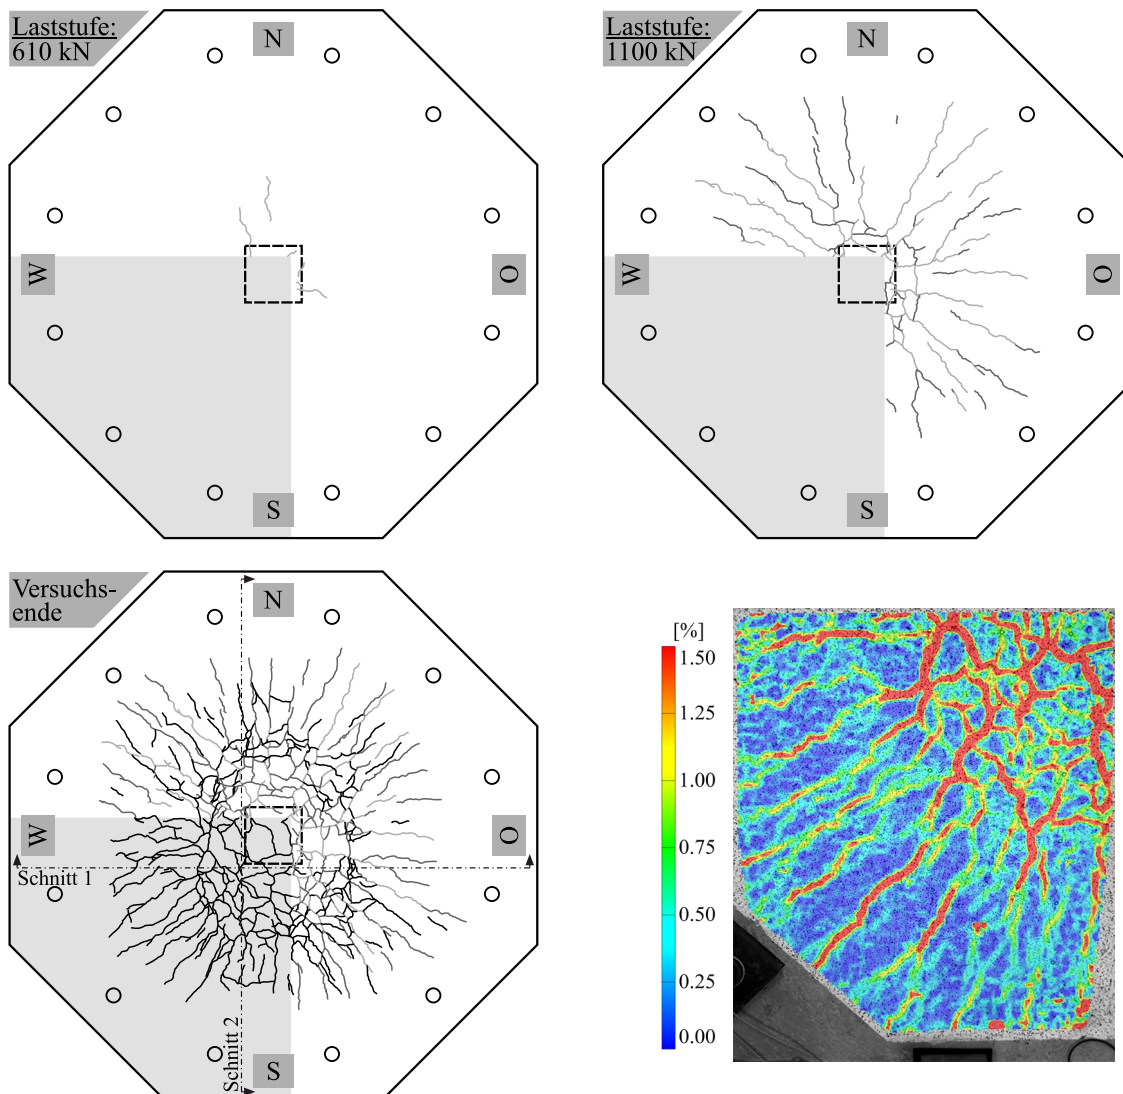 Laststufe:
610 kN
N
W
O
S
Laststufe:
1100 kN
N
W
O
S
Versuchs-
ende
N
W
O
Schnitt 1
Schnitt 2
S
[%]
1.50
1.25
1.00
0.75
0.50
0.25
0.00